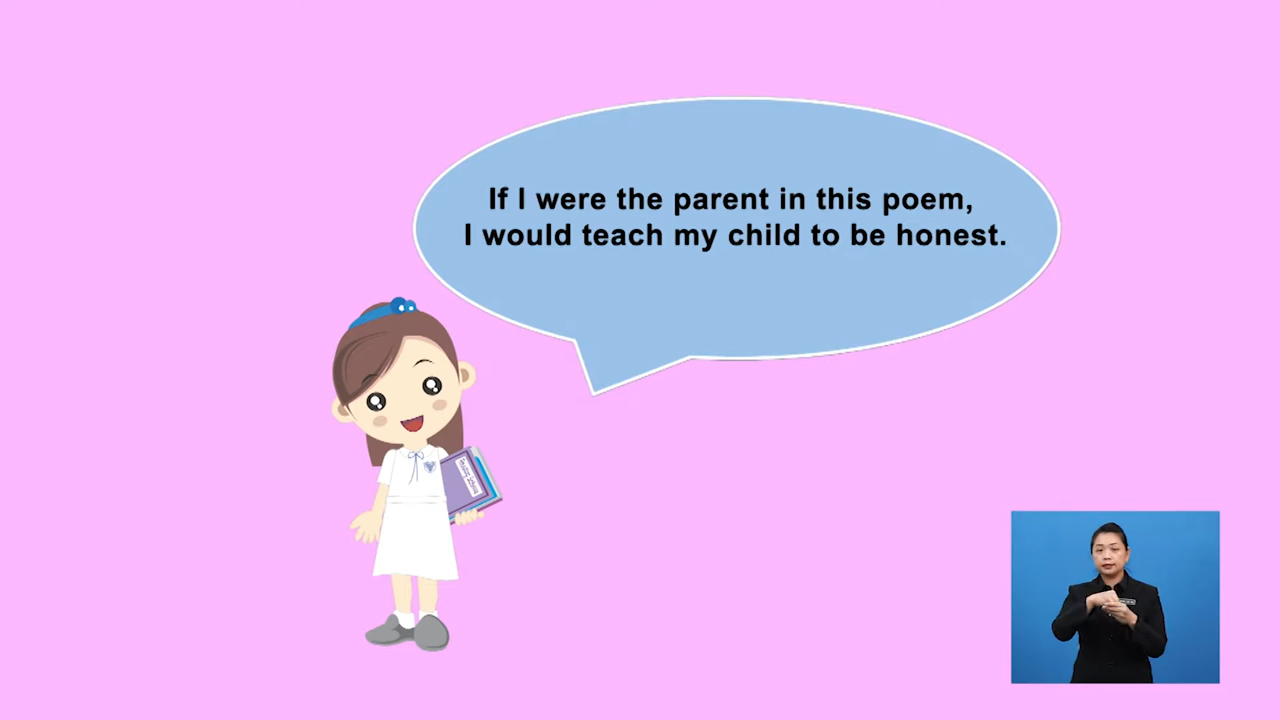 If I were the parent in this poem,
I would teach my child to be honest.